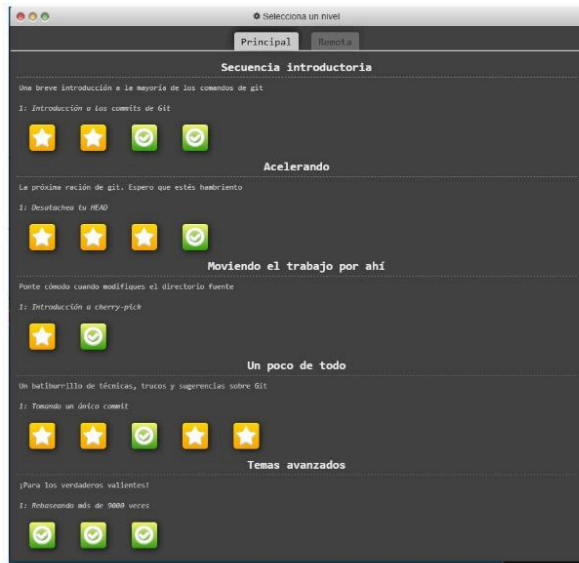 Selecciona un nivel
Principal Remota
Secuencia introductoria
Una breve introducción a la mayoría de los comandos de git
1: Introducción a los commits de Git
Acelerando
La próxima ración de git. Espero que estés hambriento
1: Desatachea tu HEAD
Moviendo el trabajo por ahí
Ponte cómodo cuando modifiques el directorio fuente
1: Introducción a cherry-pick
Un poco de todo
Un batiburrillo de técnicas, trucos y sugerencias sobre Git
1: Tomando un único commit
Temas avanzados
¡Para los verdaderos valientes!
1: Rebaseando más de 9000 veces